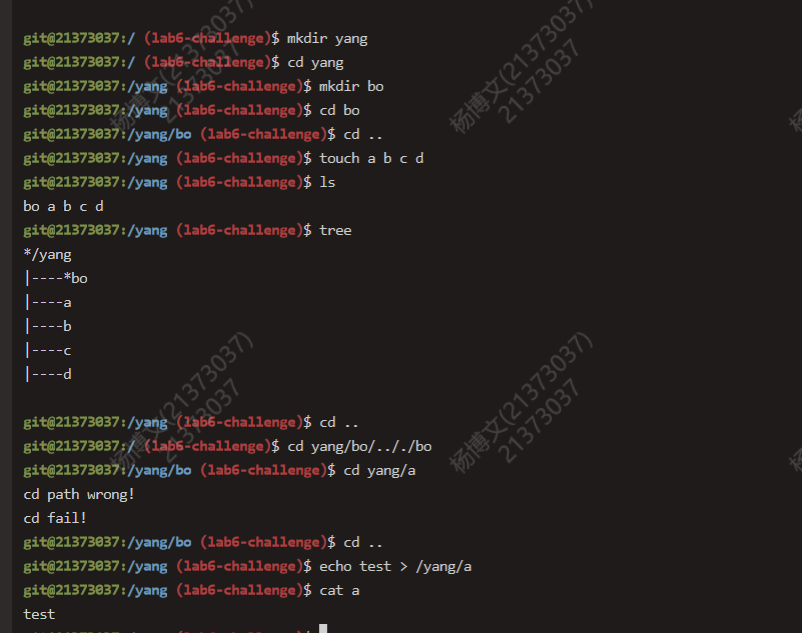 git@21373037:/ (lab6-challenge)$ mkdir yang
git@21373037:/ (lab6-challenge)$ cd yang
git@21373037:/yang (lab6-challenge)$ mkdir bo
git@21373037:/yang (lab6-challenge)$ cd bo
git@21373037:/yang/bo (lab6-challenge)$ cd ..
git@21373037:/yang (lab6-challenge)$ touch a b c d
git@21373037:/yang (lab6-challenge)$ ls
bo a b c d
git@21373037:/yang (lab6-challenge)$ tree
*/yang
|----*bo
|----a
|----b
|----c
|----d
git@21373037:/yang (lab6-challenge)$ cd ..
git@21373037:/ (lab6-challenge)$ cd yang/bo/.././bo
git@21373037:/yang/bo (lab6-challenge)$ cd yang/a
cd path wrong!
cd fail!
git@21373037:/yang/bo (lab6-challenge)$ cd ..
git@21373037:/yang (lab6-challenge)$ echo test > /yang/a
git@21373037:/yang (lab6-challenge)$ cat a
test
杨博文(21373037)
21373037
杨博文(21373037)
21373037
杨博文(21373037)
21373037
杨博文(21373037)
21373037